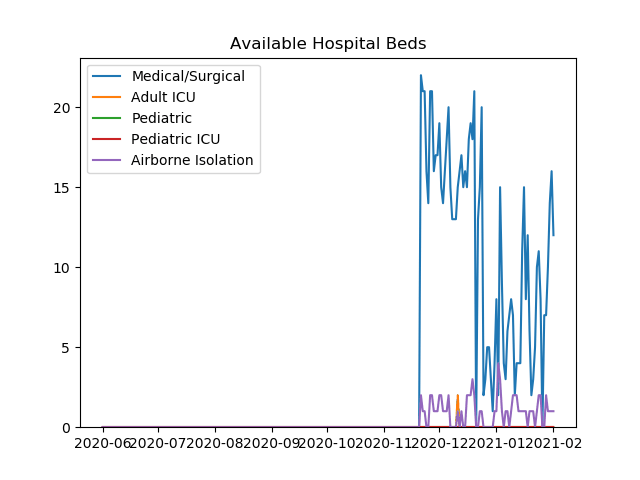 Available Hospital Beds
Medical/Surgical
Adult ICU
Pediatric
Pediatric ICU
Airborne Isolation
20
15
10
5
0
2020-06 2020-07 2020-08 2020-09 2020-10 2020-11 2020-12 2021-01 2021-02